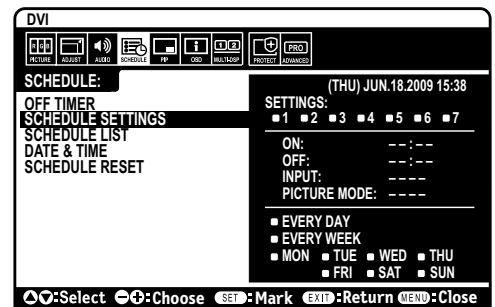 DVI
RGB 12 PRO
PICTURE ADJUST AUDIO SCHEDULE PIP OSD MULTI-DSP PROTECT ADVANCED
SCHEDULE:
OFF TIMER
SCHEDULE SETTINGS
SCHEDULE LIST
DATE & TIME
SCHEDULE RESET
(THU) JUN.18.2009 15:38
SETTINGS:
1 2 3 4 5 6 7
ON: --:--
OFF: --:--
INPUT: ----
PICTURE MODE: ----
EVERY DAY
EVERY WEEK
MON TUE WED THU
FRI SAT SUN
:Select :Choose SET:Mark EXIT:Return MENU:Close